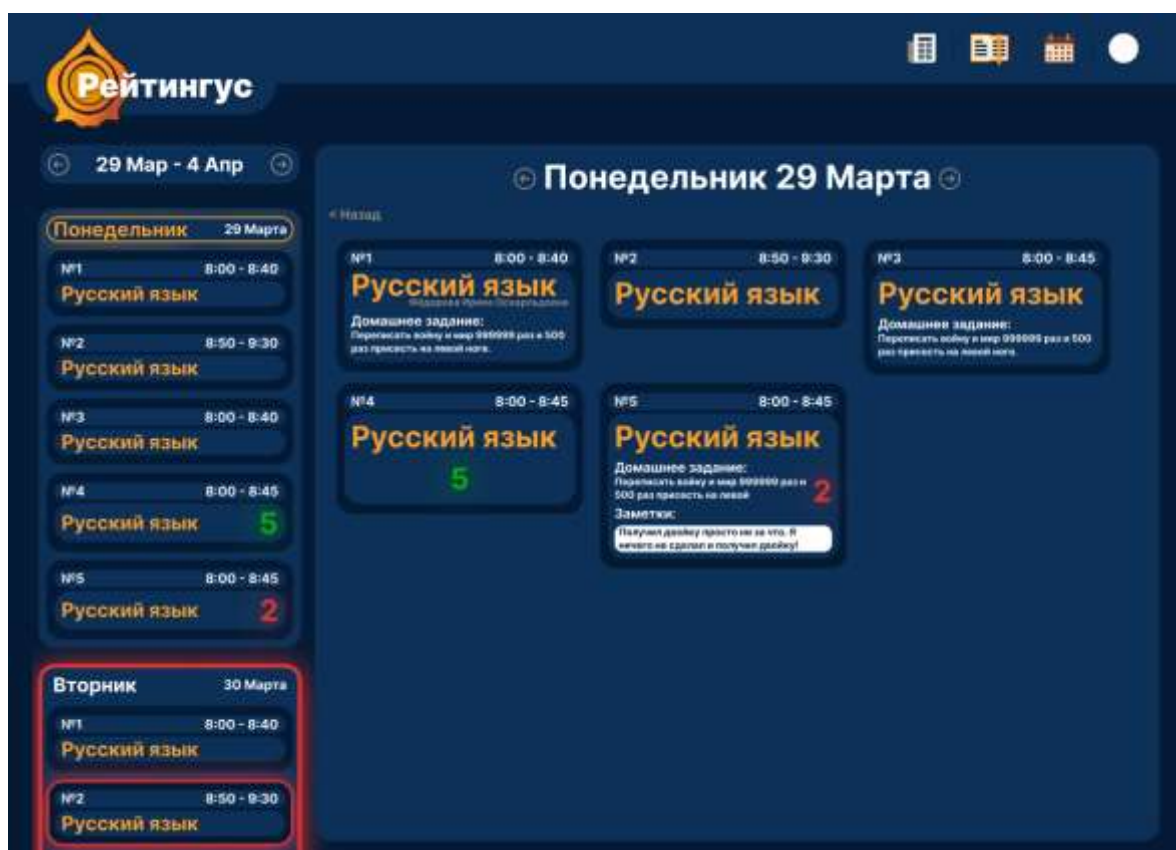 Рейтингус
29 Мар - 4 Апр
Понедельник 29 Марта
№1 8:00 - 8:40
Русский язык
№2 8:50 - 9:30
Русский язык
№3 8:00 - 8:40
Русский язык
№4 8:00 - 8:45
Русский язык 5
№5 8:00 - 8:45
Русский язык 2
Вторник 30 Марта
№1 8:00 - 8:40
Русский язык
№2 8:50 - 9:30
Русский язык
Понедельник 29 Марта
< Назад
№1 8:00 - 8:40
Русский язык
Домашнее задание:
Переписать войну и мир 999999 раз и 500
раз присесть на левой ноге.
№2 8:50 - 9:30
Русский язык
№3 8:00 - 8:45
Русский язык
Домашнее задание:
Переписать войну и мир 999999 раз и 500
раз присесть на левой ноге.
№4 8:00 - 8:45
Русский язык
5
№5 8:00 - 8:45
Русский язык
Домашнее задание:
Переписать войну и мир 999999 раз и
500 раз присесть на левой
2
Заметки:
Получил двойку просто ни за что. Я
ничего не сделал и получил двойку!